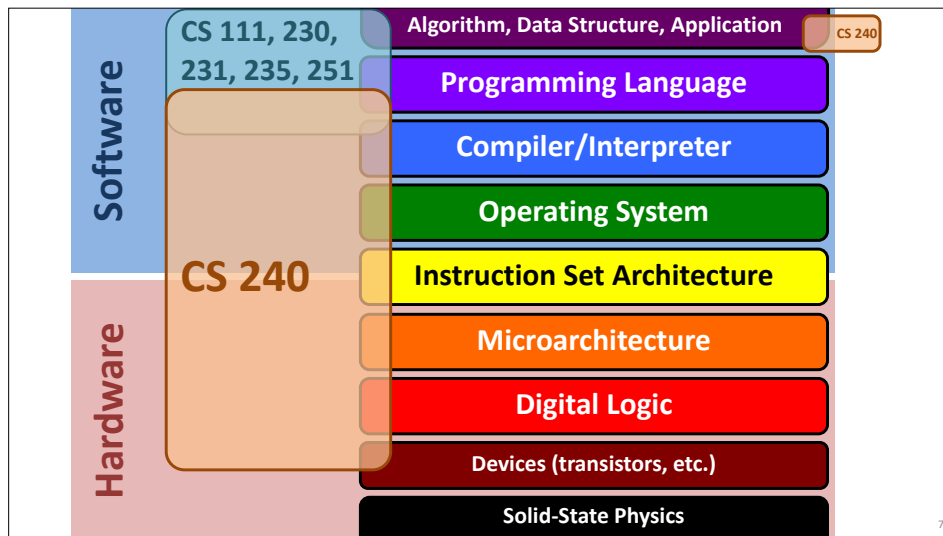 CS 111, 230,
231, 235, 251
Algorithm, Data Structure, Application
CS 240
Software
Programming Language
Compiler/Interpreter
Operating System
CS 240
Instruction Set Architecture
Hardware
Microarchitecture
Digital Logic
Devices (transistors, etc.)
Solid-State Physics
7